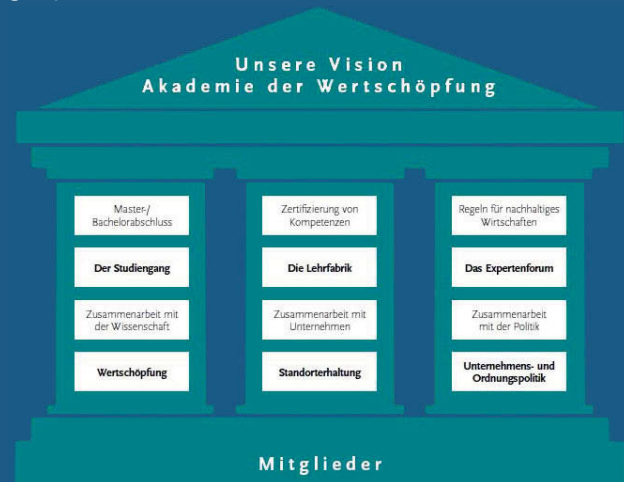 Unsere Vision
Akademie der Wertschöpfung
Master-/
Bachelorabschluss
Der Studiengang
Zusammenarbeit mit
der Wissenschaft
Wertschöpfung
Zertifizierung von
Kompetenzen
Die Lehrfabrik
Zusammenarbeit mit
Unternehmen
Standorterhaltung
Regeln für nachhaltiges
Wirtschaften
Das Expertenforum
Zusammenarbeit
mit der Politik
Unternehmens- und
Ordnungspolitik
Mitglieder